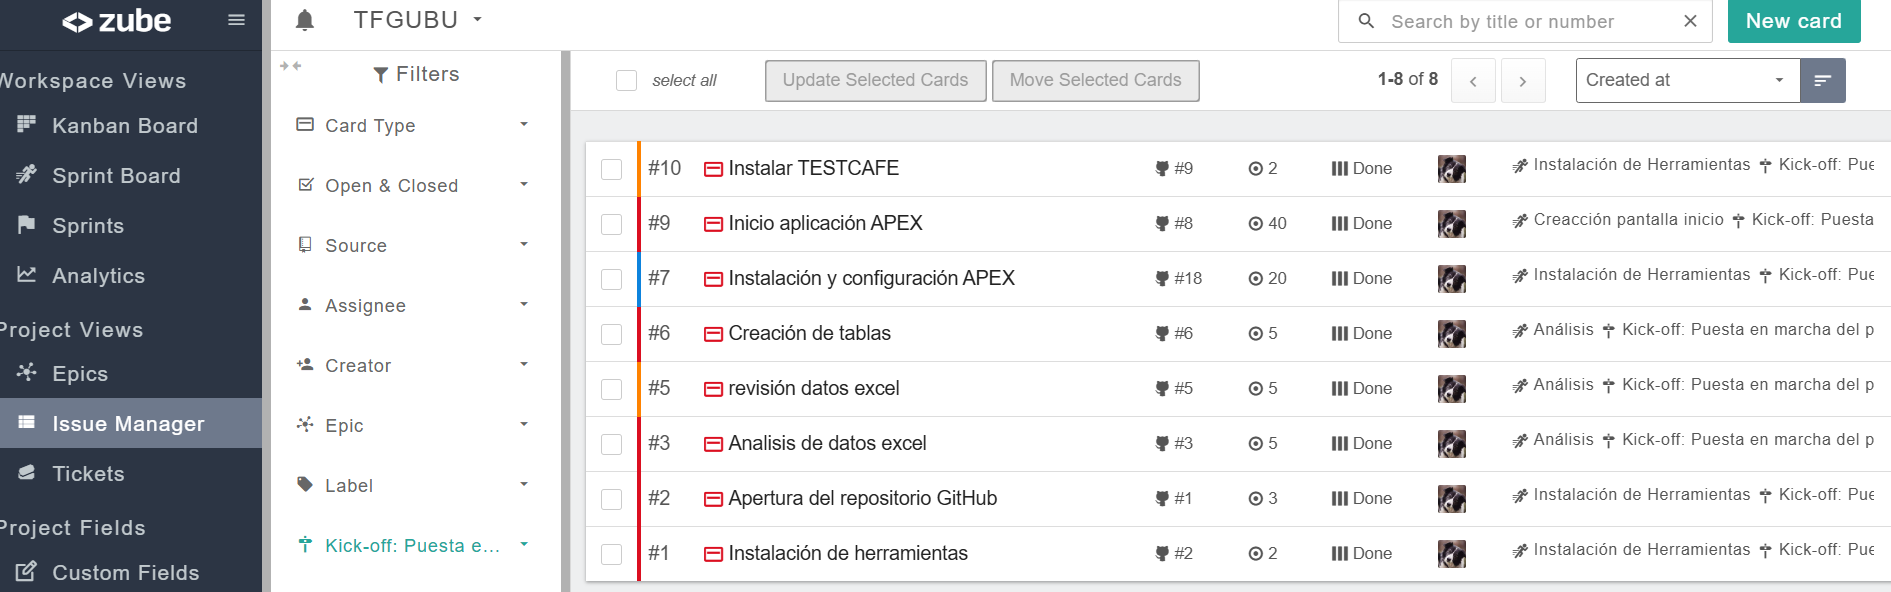 zube
TFGUBU
Search by title or number
New card
Workspace Views
Kanban Board
Sprint Board
Sprints
Analytics
Project Views
Epics
Issue Manager
Tickets
Project Fields
Custom Fields
Filters
Card Type
Open & Closed
Source
Assignee
Creator
Epic
Label
Kick-off: Puesta e...
select all
Update Selected Cards
Move Selected Cards
1-8 of 8
Created at
#10 Instalar TESTCAFE #9 2 Done Instalación de Herramientas Kick-off: Pue
#9 Inicio aplicación APEX #8 40 Done Creacción pantalla inicio Kick-off: Puesta
#7 Instalación y configuración APEX #18 20 Done Instalación de Herramientas Kick-off: Pue
#6 Creación de tablas #6 5 Done Análisis Kick-off: Puesta en marcha del p
#5 revisión datos excel #5 5 Done Análisis Kick-off: Puesta en marcha del p
#3 Analisis de datos excel #3 5 Done Análisis Kick-off: Puesta en marcha del p
#2 Apertura del repositorio GitHub #1 3 Done Instalación de Herramientas Kick-off: Pue
#1 Instalación de herramientas #2 2 Done Instalación de Herramientas Kick-off: Pue